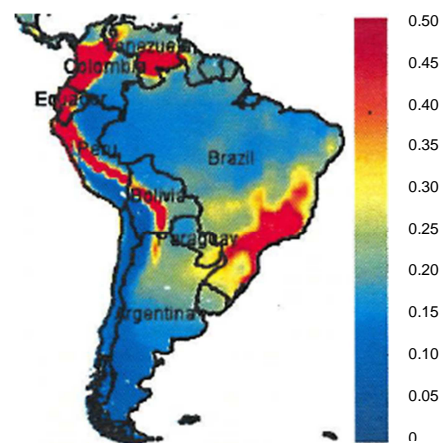 Venezuela
Colombia
Ecuador
Peru
Brazil
Bolivia
Paraguay
Argentina
0.50
0.45
0.40
0.35
0.30
0.25
0.20
0.15
0.10
0.05
0